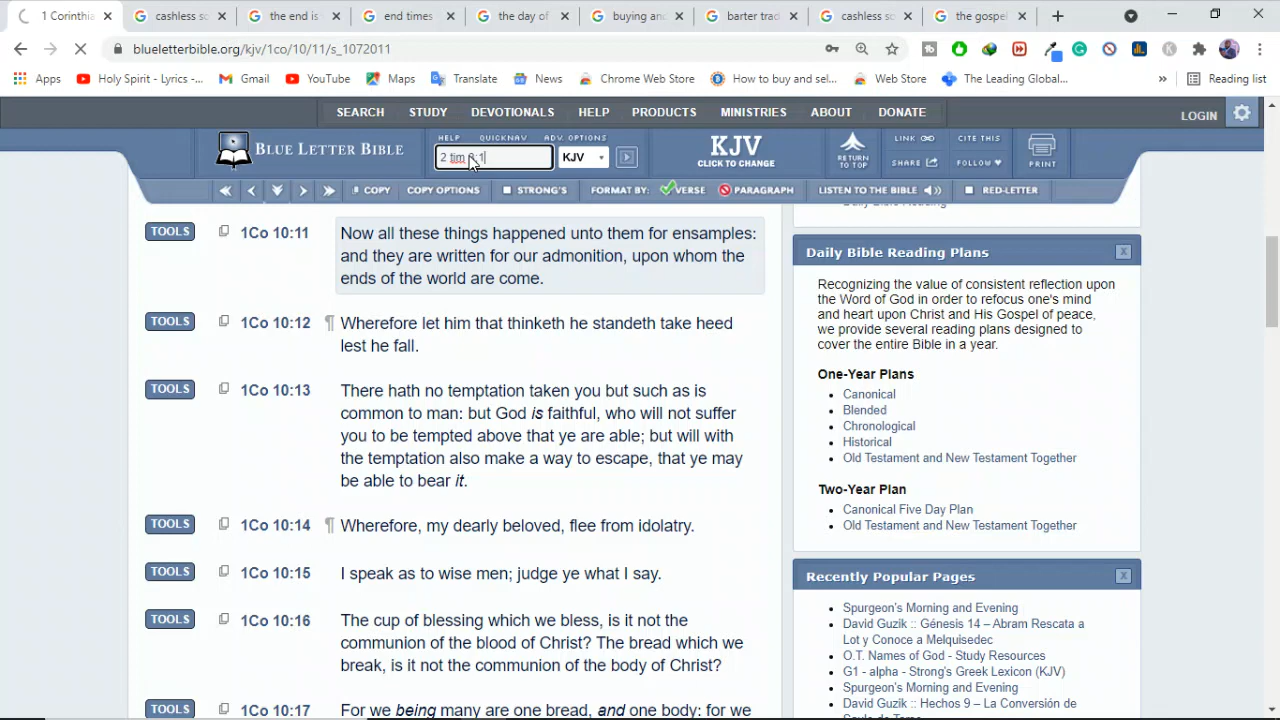 1 Corinthia
cashless so
the end is
end times
the day of
buying and
barter trad
cashless so
the gospel
blueletterbible.org/kjv/1co/10/11/s_1072011
Apps
Holy Spirit - Lyrics -...
Gmail
YouTube
Maps
Translate
News
Chrome Web Store
How to buy and sel...
Web Store
The Leading Global...
»
Reading list
SEARCH
STUDY
DEVOTIONALS
HELP
PRODUCTS
MINISTRIES
ABOUT
DONATE
LOGIN
BLUE LETTER BIBLE
HELP
QUICKNAV
ADV. OPTIONS
2 tim
KJV
KJV
CLICK TO CHANGE
RETURN
TO TOP
LINK
CITE THIS
SHARE
FOLLOW
PRINT
COPY
COPY OPTIONS
STRONG'S
FORMAT BY:
VERSE
PARAGRAPH
LISTEN TO THE BIBLE
RED-LETTER
TOOLS
1Co 10:11
Now all these things happened unto them for ensamples:
and they are written for our admonition, upon whom the
ends of the world are come.
TOOLS
1Co 10:12
¶ Wherefore let him that thinketh he standeth take heed
lest he fall.
TOOLS
1Co 10:13
There hath no temptation taken you but such as is
common to man: but God is faithful, who will not suffer
you to be tempted above that ye are able; but will with
the temptation also make a way to escape, that ye may
be able to bear it.
TOOLS
1Co 10:14
¶ Wherefore, my dearly beloved, flee from idolatry.
TOOLS
1Co 10:15
I speak as to wise men; judge ye what I say.
TOOLS
1Co 10:16
The cup of blessing which we bless, is it not the
communion of the blood of Christ? The bread which we
break, is it not the communion of the body of Christ?
TOOLS
1Co 10:17
For we being many are one bread, and one body: for we
Daily Bible Reading
Daily Bible Reading Plans
Recognizing the value of consistent reflection upon
the Word of God in order to refocus one's mind
and heart upon Christ and His Gospel of peace,
we provide several reading plans designed to
cover the entire Bible in a year.
One-Year Plans
Canonical
Blended
Chronological
Historical
Old Testament and New Testament Together
Two-Year Plan
Canonical Five Day Plan
Old Testament and New Testament Together
Recently Popular Pages
Spurgeon's Morning and Evening
David Guzik :: Génesis 14 – Abram Rescata a
Lot y Conoce a Melquisedec
O.T. Names of God - Study Resources
G1 - alpha - Strong's Greek Lexicon (KJV)
Spurgeon's Morning and Evening
David Guzik :: Hechos 9 – La Conversión de
Saulo de Tarso